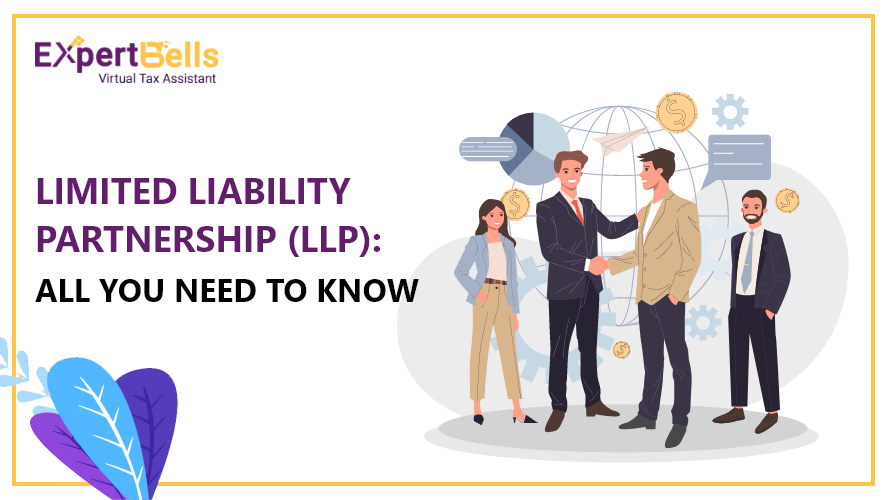 ExpertBells
Virtual Tax Assistant
LIMITED LIABILITY
PARTNERSHIP (LLP):
ALL YOU NEED TO KNOW